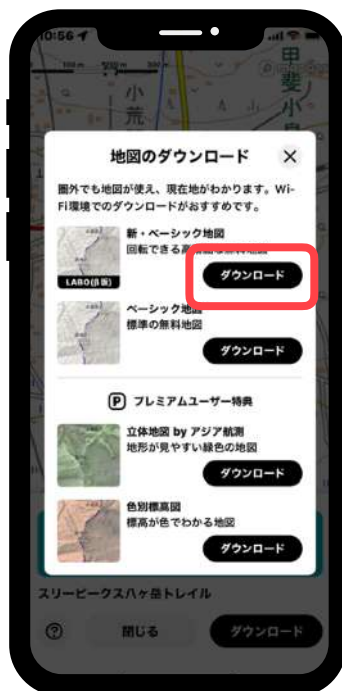 10:56
100m 200m 300m
甲斐小泉
小荒
地図のダウンロード ×
圏外でも地図が使え、現在地がわかります。Wi-
Fi環境でのダウンロードがおすすめです。
新・ベーシック地図
回転できる高
LABO(β版)
ダウンロード
ベーシック地図
標準の無料地図
ダウンロード
P プレミアムユーザー特典
立体地図 by アジア航測
地形が見やすい緑色の地図
ダウンロード
色別標高図
標高が色でわかる地図
ダウンロード
スリーピークス八ヶ岳トレイル
?
閉じる
ダウンロード